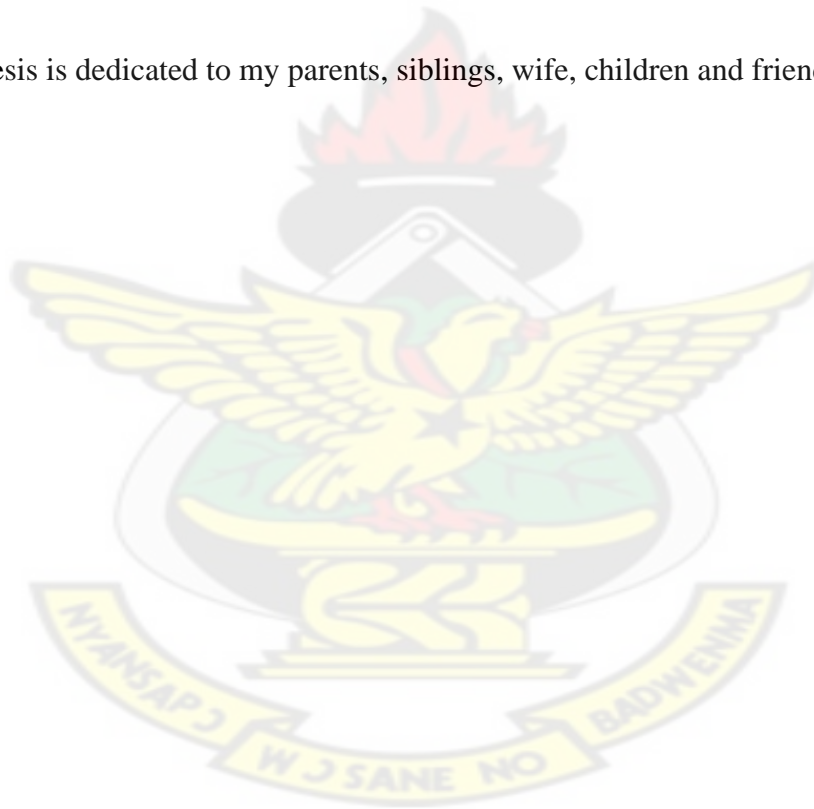 esis is dedicated to my parents, siblings, wife, children and frien
NYANSAPƆ WƆ SANE NO BADWENMA